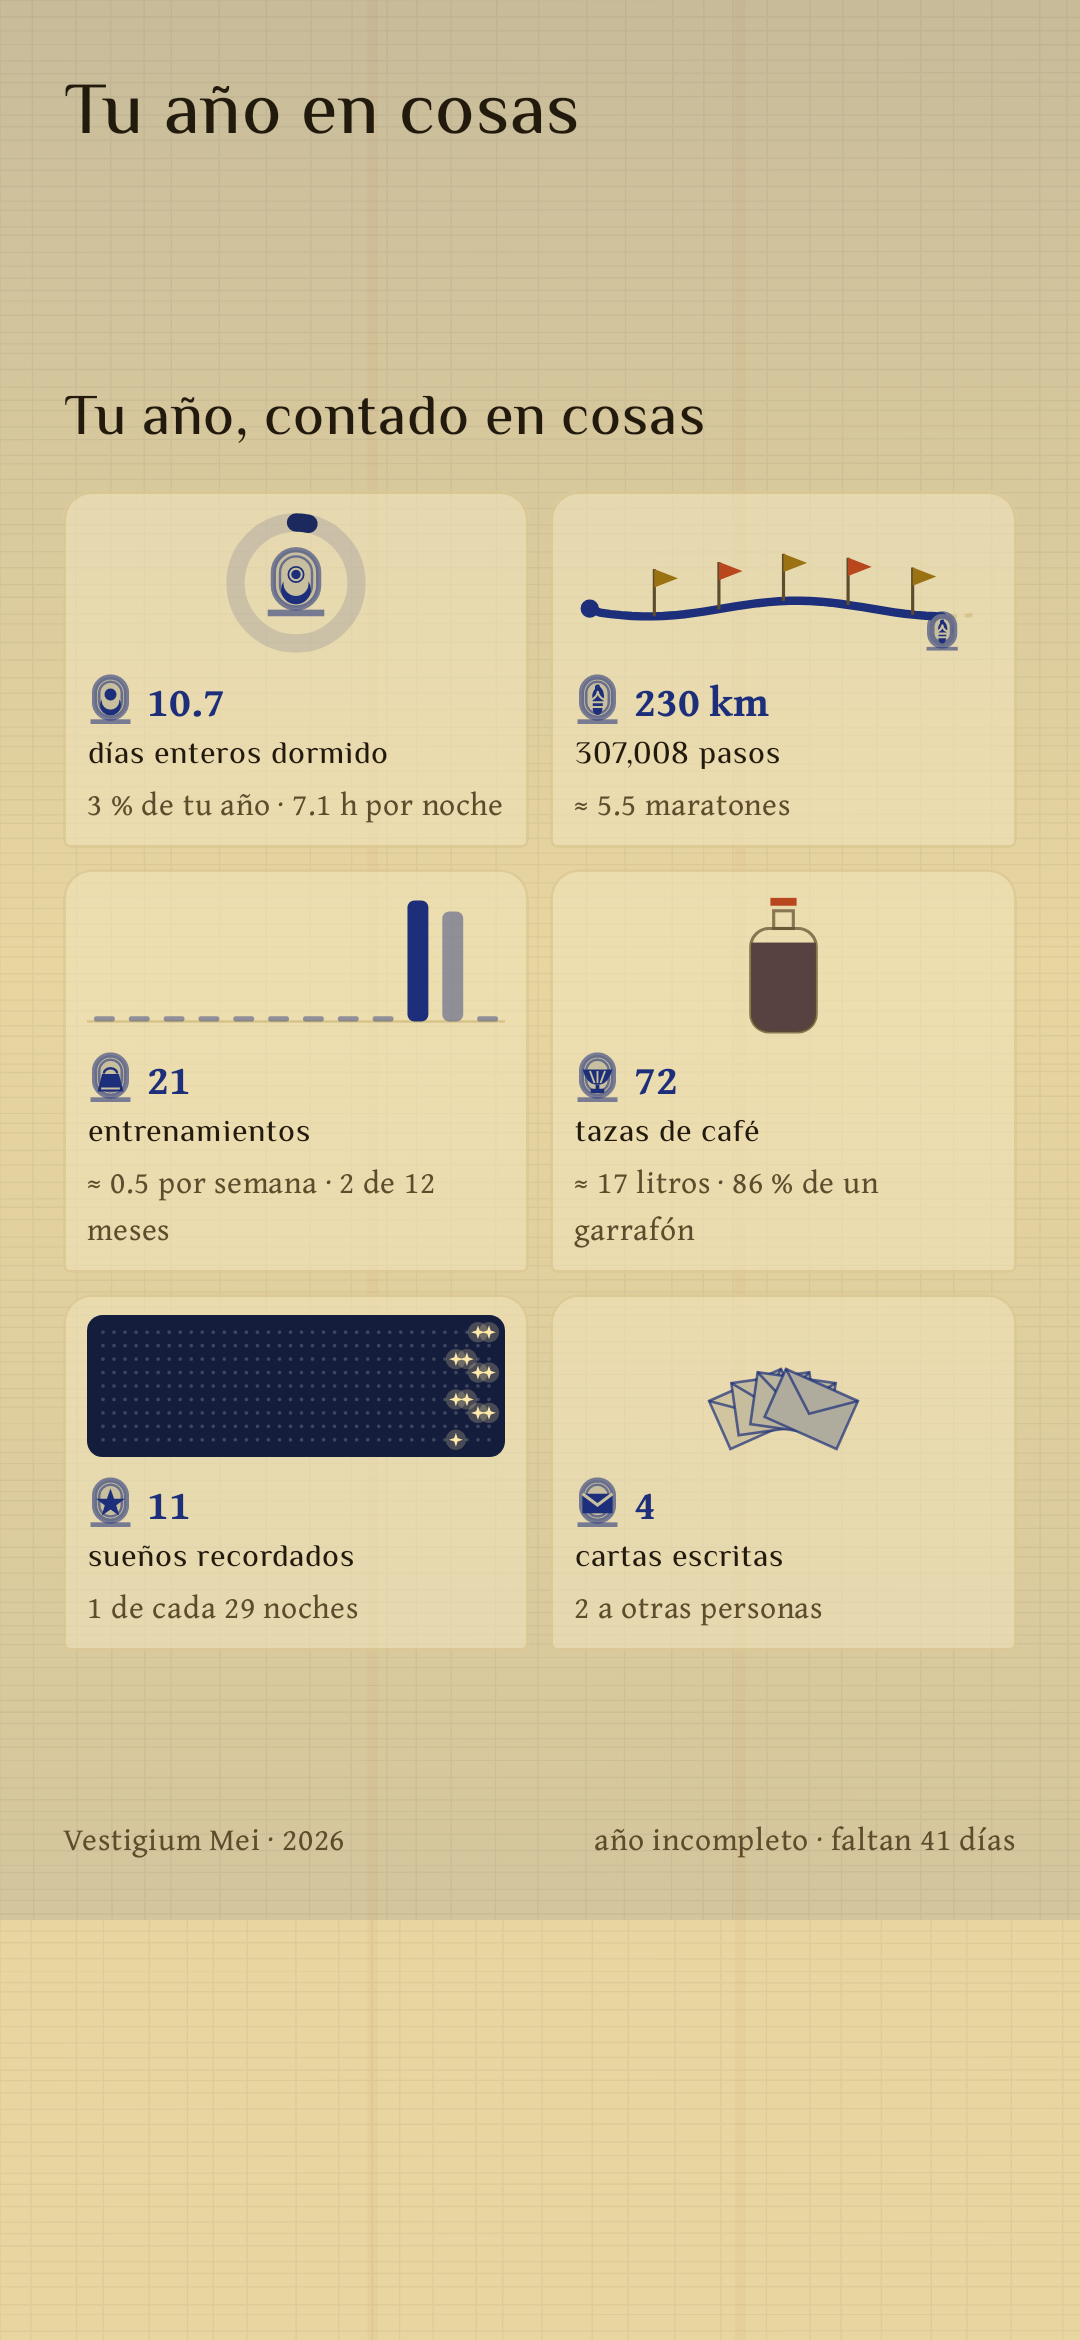 Tu año en cosas
Tu año, contado en cosas
10.7
días enteros dormido
3 % de tu año · 7.1 h por noche
230 km
307,008 pasos
≈ 5.5 maratones
21
entrenamientos
≈ 0.5 por semana · 2 de 12
meses
72
tazas de café
≈ 17 litros · 86 % de un
garrafón
11
sueños recordados
1 de cada 29 noches
4
cartas escritas
2 a otras personas
Vestigium Mei · 2026
año incompleto · faltan 41 días